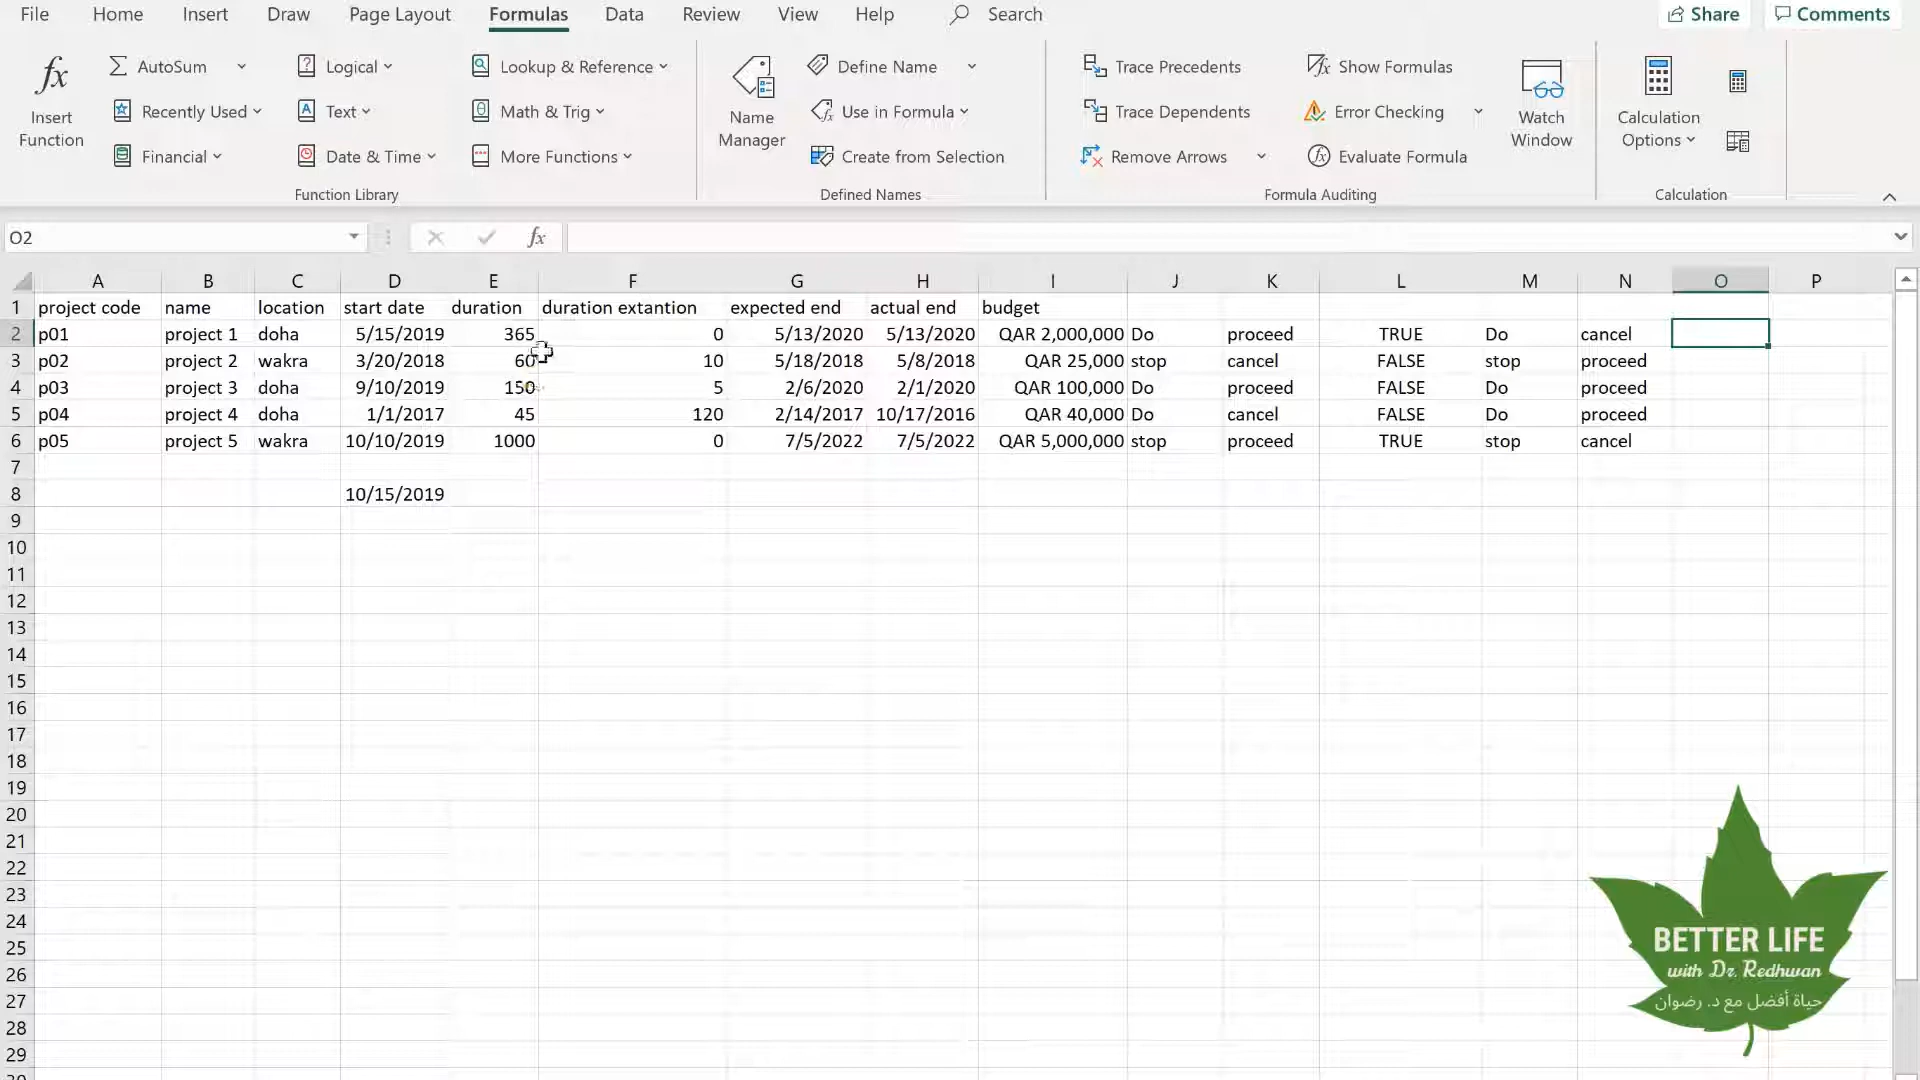 File Home Insert Draw Page Layout Formulas Data Review View Help Search Share Comments
fx Insert Function
AutoSum
Recently Used
Financial
Logical
Text
Date & Time
Lookup & Reference
Math & Trig
More Functions
Function Library
Name Manager
Define Name
Use in Formula
Create from Selection
Defined Names
Trace Precedents
Trace Dependents
Remove Arrows
Show Formulas
Error Checking
Evaluate Formula
Formula Auditing
Watch Window
Calculation Options
Calculation
O2 fx
A B C D E F G H I J K L M N O P
1 project code name location start date duration duration extantion expected end actual end budget
2 p01 project 1 doha 5/15/2019 365 0 5/13/2020 5/13/2020 QAR 2,000,000 Do proceed TRUE Do cancel
3 p02 project 2 wakra 3/20/2018 60 10 5/18/2018 5/8/2018 QAR 25,000 stop cancel FALSE stop proceed
4 p03 project 3 doha 9/10/2019 150 5 2/6/2020 2/1/2020 QAR 100,000 Do proceed FALSE Do proceed
5 p04 project 4 doha 1/1/2017 45 120 2/14/2017 10/17/2016 QAR 40,000 Do cancel FALSE Do proceed
6 p05 project 5 wakra 10/10/2019 1000 0 7/5/2022 7/5/2022 QAR 5,000,000 stop proceed TRUE stop cancel
7
8 10/15/2019
9
10
11
12
13
14
15
16
17
18
19
20
21
22
23
24
25
26
27
28
29
BETTER LIFE
with Dr. Redhwan
حياة أفضل مع د. رضوان